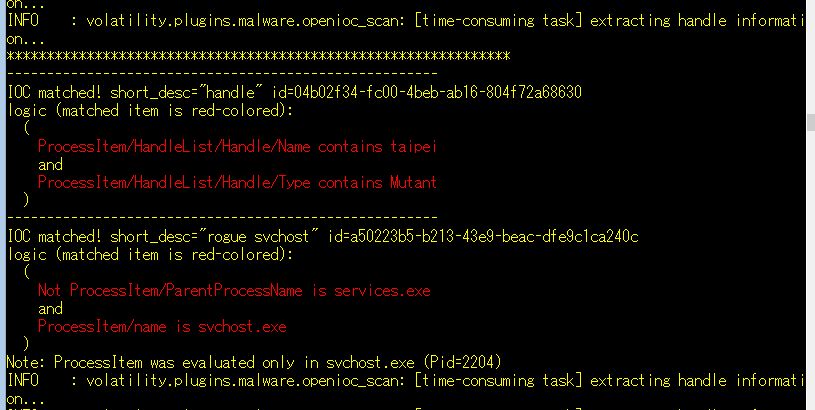 on...
INFO    : volatility.plugins.malware.openioc_scan: [time-consuming task] extracting handle informati
on...
***************************************************************
------------------------------------------------------
IOC matched! short_desc="handle" id=04b02f34-fc00-4beb-ab16-804f72a68630
logic (matched item is red-colored):
  (
    ProcessItem/HandleList/Handle/Name contains taipei
    and
    ProcessItem/HandleList/Handle/Type contains Mutant
  )
------------------------------------------------------
IOC matched! short_desc="rogue svchost" id=a50223b5-b213-43e9-beac-dfe9c1ca240c
logic (matched item is red-colored):
  (
    Not ProcessItem/ParentProcessName is services.exe
    and
    ProcessItem/name is svchost.exe
  )
Note: ProcessItem was evaluated only in svchost.exe (Pid=2204)
INFO    : volatility.plugins.malware.openioc_scan: [time-consuming task] extracting handle informati
on...